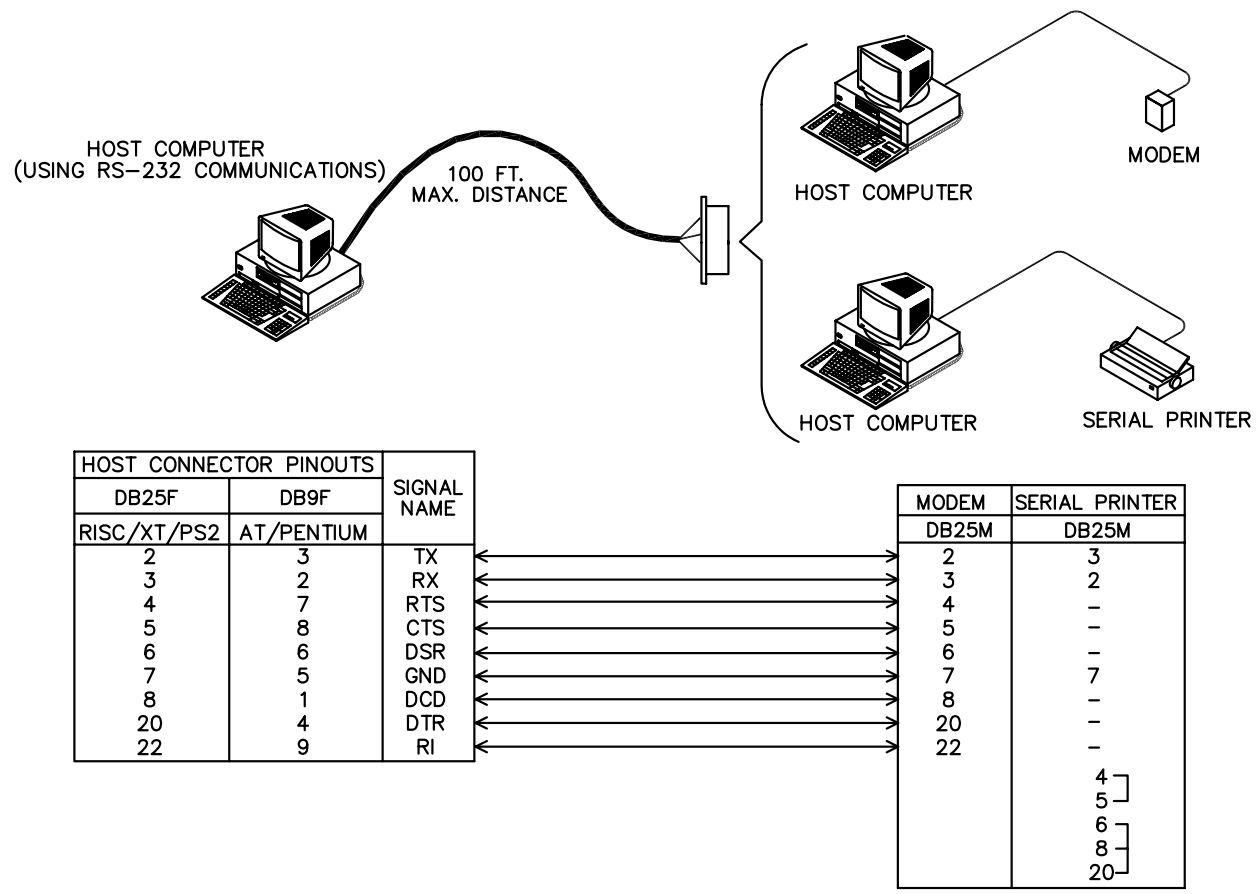 HOST COMPUTER
(USING RS-232 COMMUNICATIONS)
100 FT.
MAX. DISTANCE
HOST COMPUTER
MODEM
HOST COMPUTER
SERIAL PRINTER
HOST CONNECTOR PINOUTS SIGNAL NAME
DB25F DB9F
RISC/XT/PS2 AT/PENTIUM
MODEM SERIAL PRINTER
DB25M DB25M
2 3 TX 2 3
3 2 RX 3 2
4 7 RTS 4 -
5 8 CTS 5 -
6 6 DSR 6 -
7 5 GND 7 7
8 1 DCD 8 -
20 4 DTR 20 -
22 9 RI 22 -
4
5
6
8
20